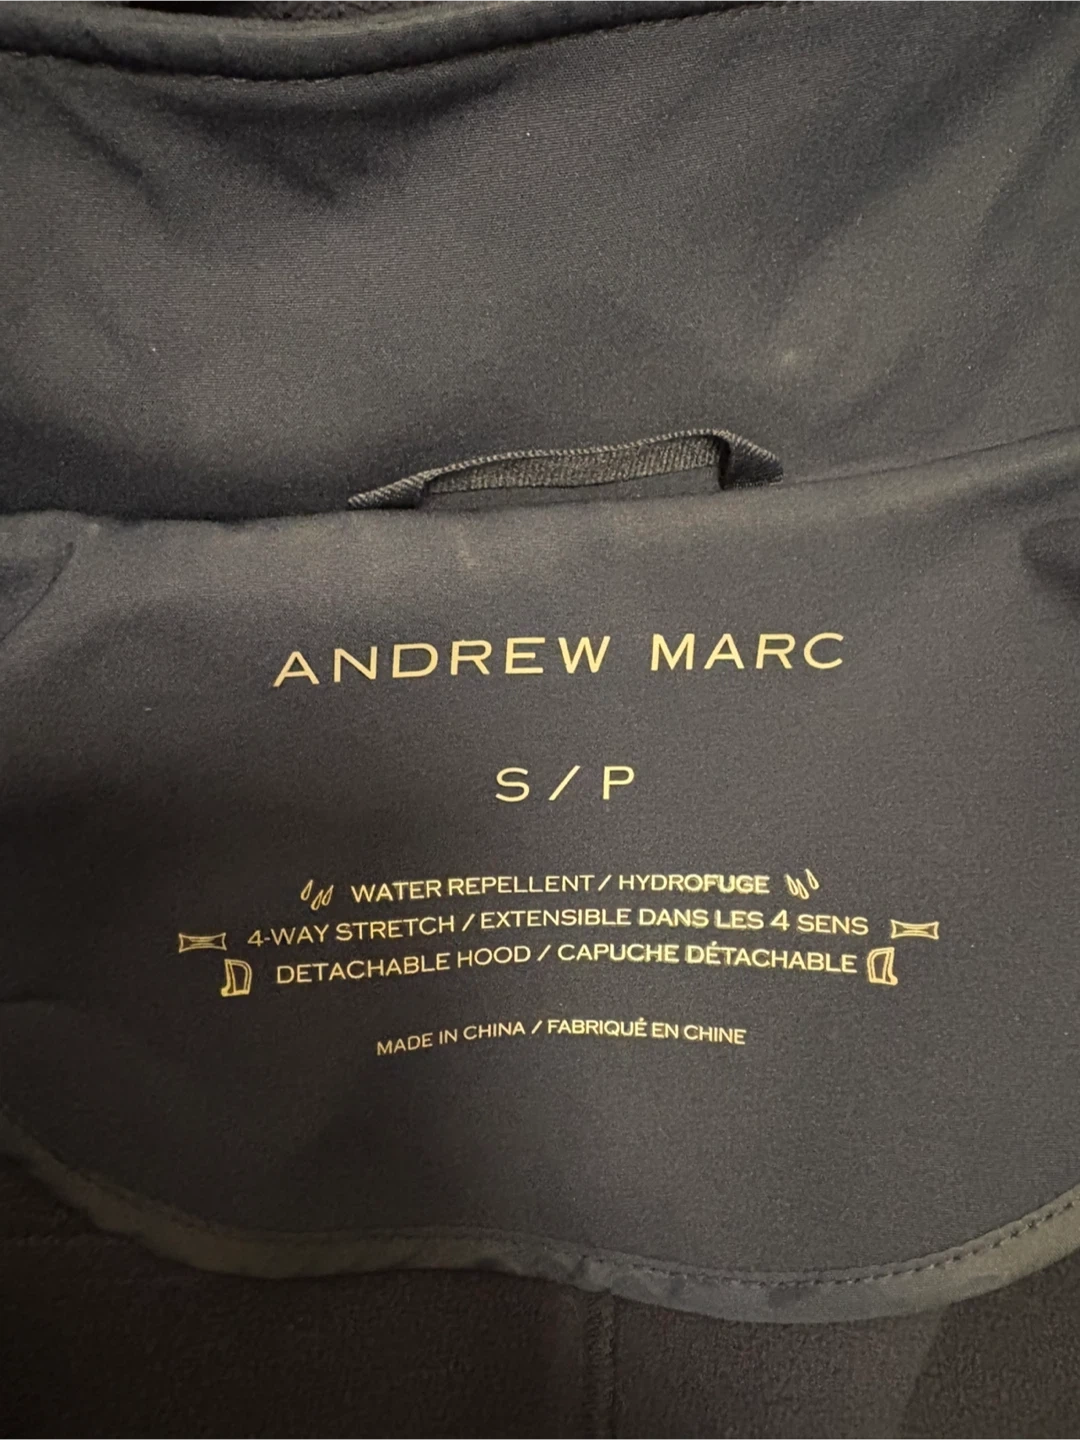 ANDREW MARC
S / P
WATER REPELLENT / HYDROFUGE
4-WAY STRETCH / EXTENSIBLE DANS LES 4 SENS
DETACHABLE HOOD / CAPUCHE DÉTACHABLE
MADE IN CHINA / FABRIQUÉ EN CHINE